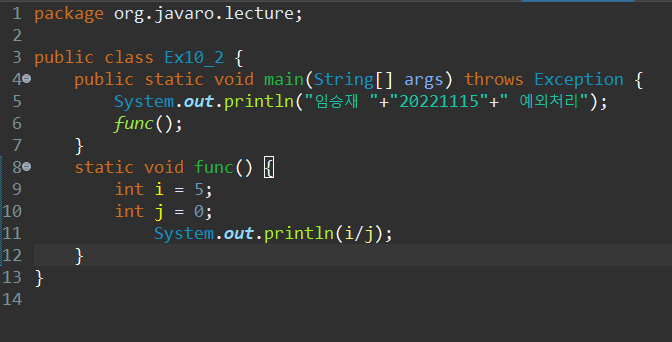 1 package org.javaro.lecture;
2
3 public class Ex10_2 {
4 public static void main(String[] args) throws Exception {
5 System.out.println("임승재 "+"20221115"+" 예외처리");
6 func();
7 }
8 static void func() {
9 int i = 5;
10 int j = 0;
11 System.out.println(i/j);
12 }
13 }
14